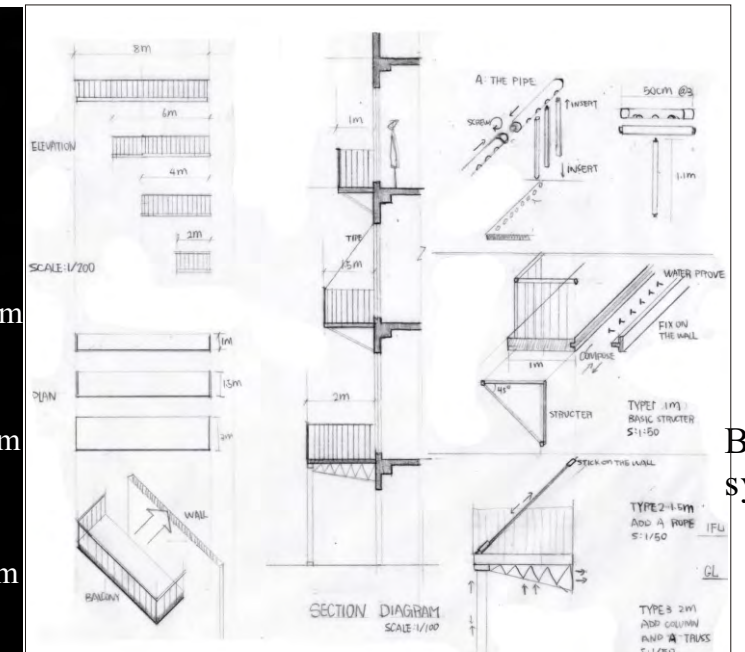 8m
6m
ELEVATION
4m
2m
SCALE:1/200
1m
1.5m
PLAN
2m
WALL
BALCONY
1m
TYPE
1.5m
2m
SECTION DIAGRAM
SCALE:1/100
A:THE PIPE
SCREW
INSERT
INSERT
50cm @3
1.1m
WATER PROVE
FIX ON
THE WALL
COMPOSE
1m
45°
STRUCTER
TYPE1 1m
BASIC STRUCTER
S:1:50
STICK ON THE WALL
TYPE2 1.5m
ADD A ROPE
S:1/50
1FL
GL
TYPE3 2m
ADD COLUMN
AND A TRUSS
m
m
m
B
sy